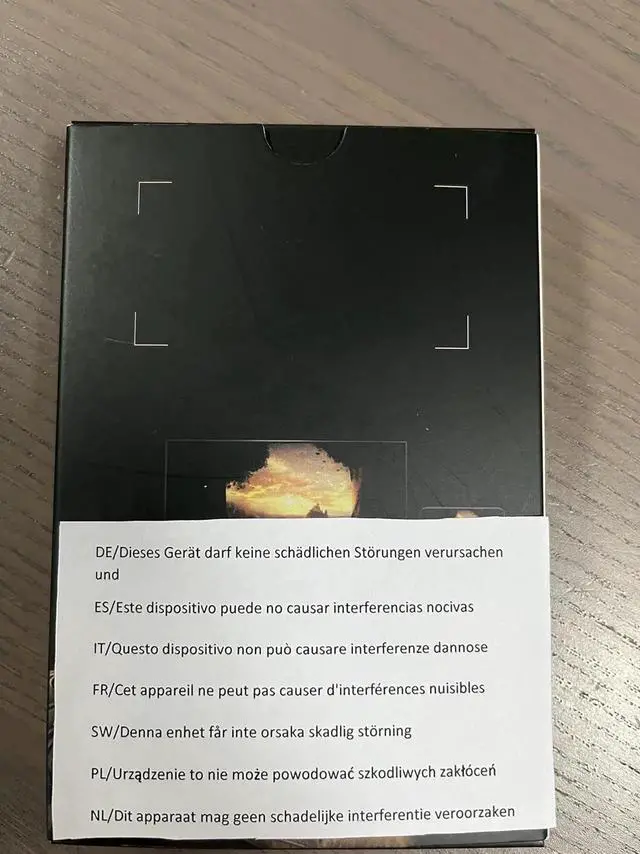 DE/Dieses Gerät darf keine schädlichen Störungen verursachen
und
ES/Este dispositivo puede no causar interferencias nocivas
IT/Questo dispositivo non può causare interferenze dannose
FR/Cet appareil ne peut pas causer d'interférences nuisibles
SW/Denna enhet får inte orsaka skadlig störning
PL/Urządzenie to nie może powodować szkodliwych zakłóceń
NL/Dit apparaat mag geen schadelijke interferentie veroorzaken